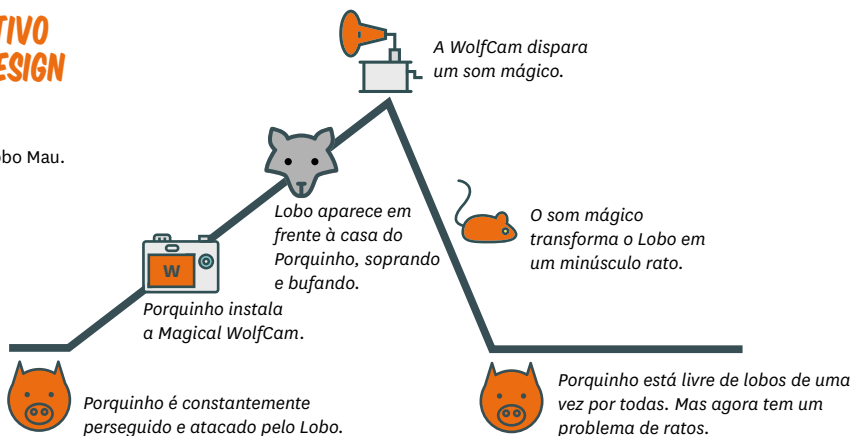 TIVO
ESIGN
obo Mau.
A WolfCam dispara
um som mágico.
Lobo aparece em
frente à casa do
Porquinho, soprando
e bufando.
O som mágico
transforma o Lobo em
um minúsculo rato.
W
Porquinho instala
a Magical WolfCam.
Porquinho é constantemente
perseguido e atacado pelo Lobo.
Porquinho está livre de lobos de uma
vez por todas. Mas agora tem um
problema de ratos.